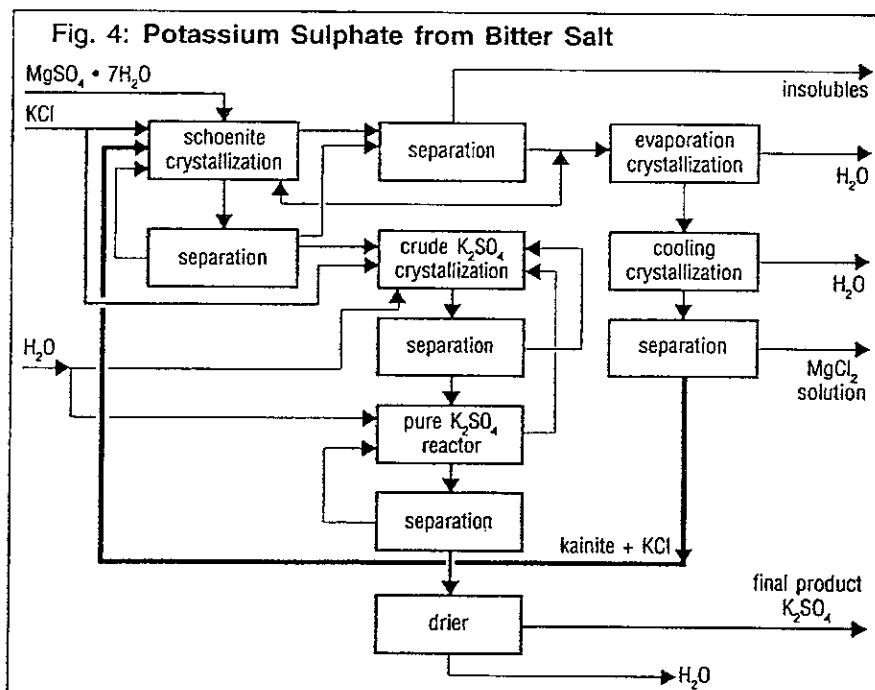 Fig. 4: Potassium Sulphate from Bitter Salt
MgSO₄ • 7H₂O
insolubles
KCl
schoenite
crystallization
separation
evaporation
crystallization
H₂O
separation
crude K₂SO₄
crystallization
cooling
crystallization
H₂O
H₂O
separation
separation
MgCl₂
solution
pure K₂SO₄
reactor
separation
kainite + KCl
final product
K₂SO₄
drier
H₂O